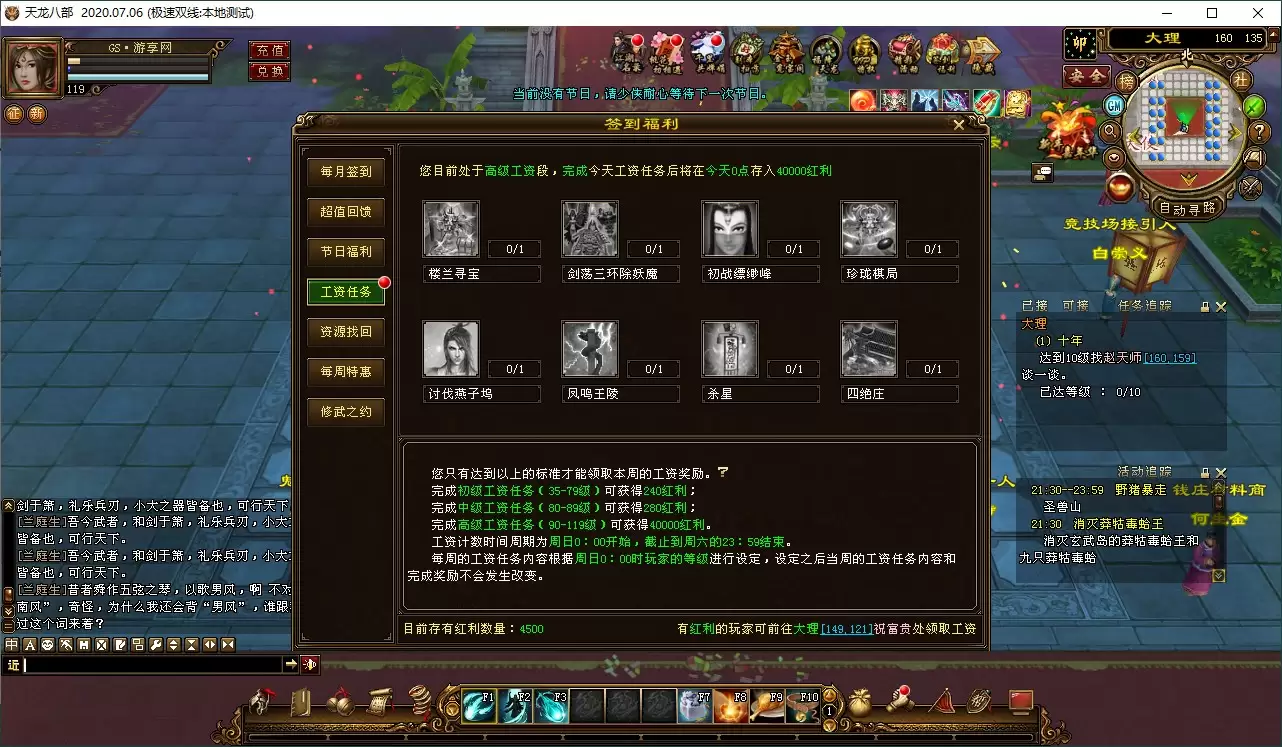 天龙八部 2020.07.06 (极速双线:本地测试)
GS·游享网
119
征 新
充值
兑换
当前没有节日，请少侠耐心等待下一次节日。
大理 160 135
安全
榜
社
GM
自动寻路
竞技场接引人
白崇义
签到福利
每月签到
超值回馈
节日福利
工资任务
资源找回
每周特惠
修武之约
您目前处于高级工资段，完成今天工资任务后将在今天0点存入40000红利
0/1 0/1 0/1 0/1
楼兰寻宝 剑荡三环除妖魔 初战缥缈峰 珍珑棋局
0/1 0/1 0/1 0/1
讨伐燕子坞 凤鸣王陵 杀星 四绝庄
您只有达到以上的标准才能领取本周的工资奖励。?
完成初级工资任务（35-79级）可获得240红利；
完成中级工资任务（80-89级）可获得280红利；
完成高级工资任务（90-119级）可获得40000红利。
工资计数时间周期为周日0：00开始，截止到周六的23：59结束。
每周的工资任务内容根据周日0：00时玩家的等级进行设定，设定之后当周的工资任务内容和
完成奖励不会发生改变。
目前存有红利数量：4500
有红利的玩家可前往大理[149,121]祝富贵处领取工资
已接 可接 任务追踪
大理
(1) 十年
达到10级找赵天师[160,159]
谈一谈。
已达等级 ： 0/10
活动追踪
21:30--23:59 野猪暴走
圣兽山
21:30 消灭莽牯毒蛤王
消灭玄武岛的莽牯毒蛤王和
九只莽牯毒蛤
剑于箫，礼乐兵刃，小大之器皆备也，可行天下
[兰庭生]吾今武者，和剑于箫，礼乐兵刃，小大
皆备也，可行天下。
[兰庭生]吾今武者，和剑于箫，礼乐兵刃，小大
皆备也，可行天下。
[兰庭生]昔者舜作五弦之琴，以歌男风，啊 不对
南风”，奇怪，为什么我还会背“男风”，谁跟
过这个词来着？
近
F1 F2 F3 F7 F8 F9 F10
1